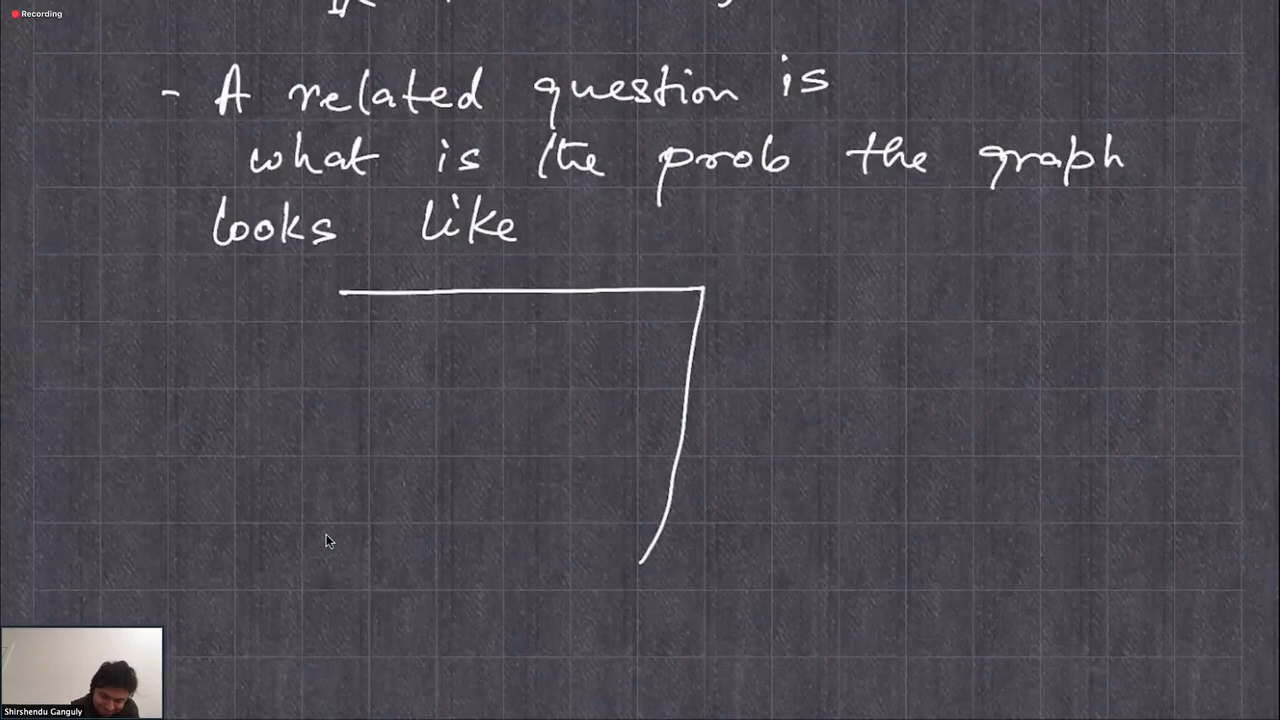 Recording
- A related question is
what is the prob the graph
looks like
Shirshendu Ganguly